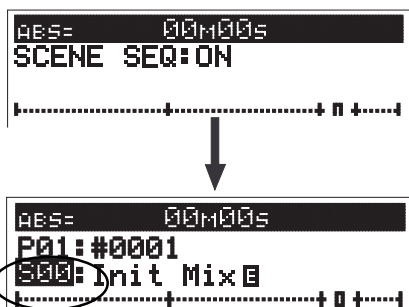 ABS= 00M00s
SCENE SEQ:ON
ABS= 00M00s
P01:#0001
S00:Init Mix E